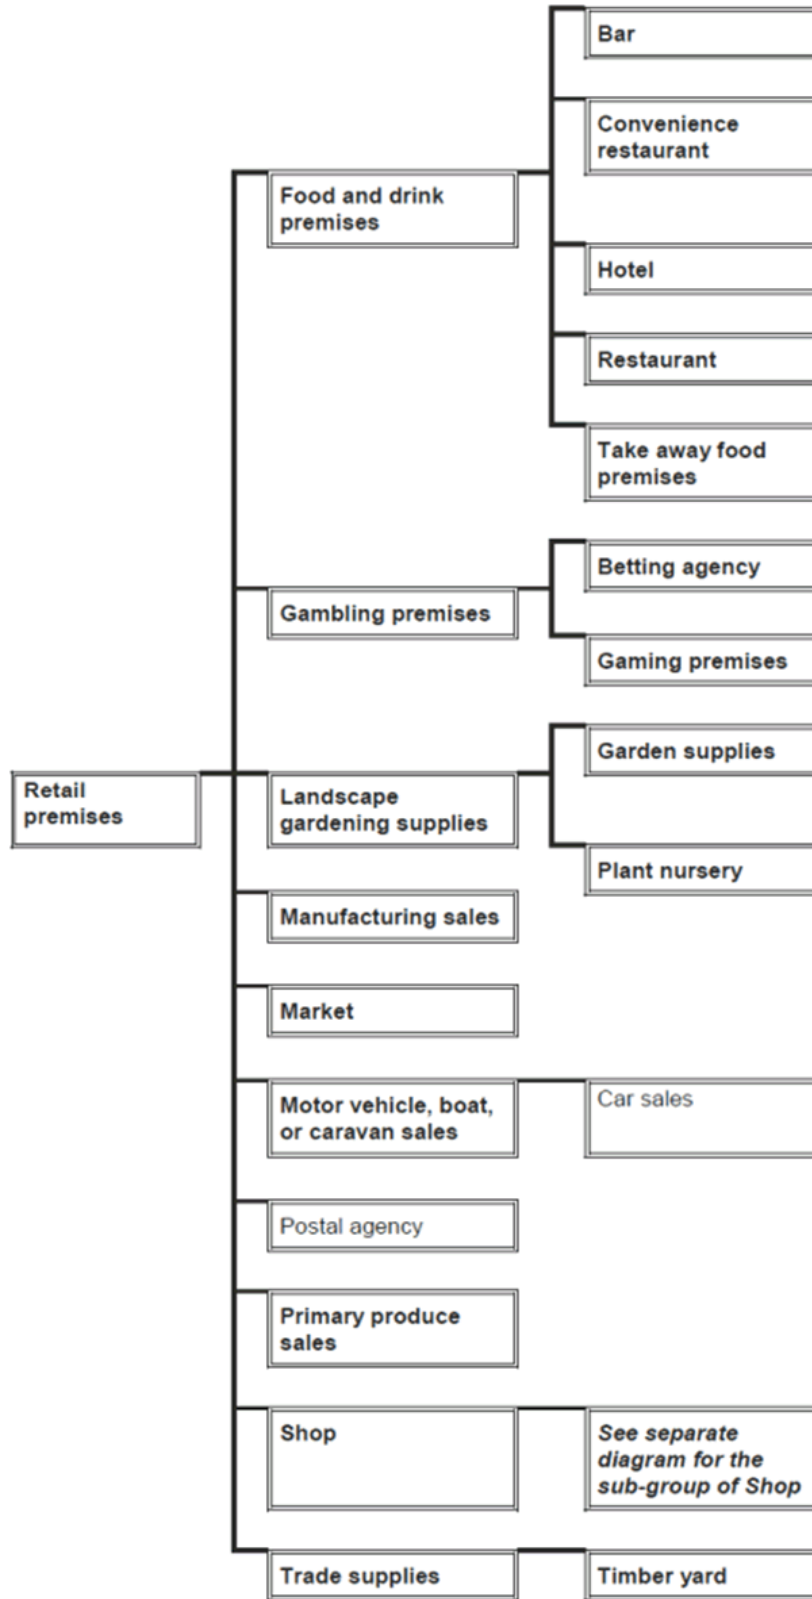 Bar
Convenience
restaurant
Food and drink
premises
Hotel
Restaurant
Take away food
premises
Betting agency
Gambling premises
Gaming premises
Garden supplies
Retail
premises
Landscape
gardening supplies
Plant nursery
Manufacturing sales
Market
Motor vehicle, boat,
or caravan sales
Car sales
Postal agency
Primary produce
sales
Shop
See separate
diagram for the
sub-group of Shop
Trade supplies
Timber yard